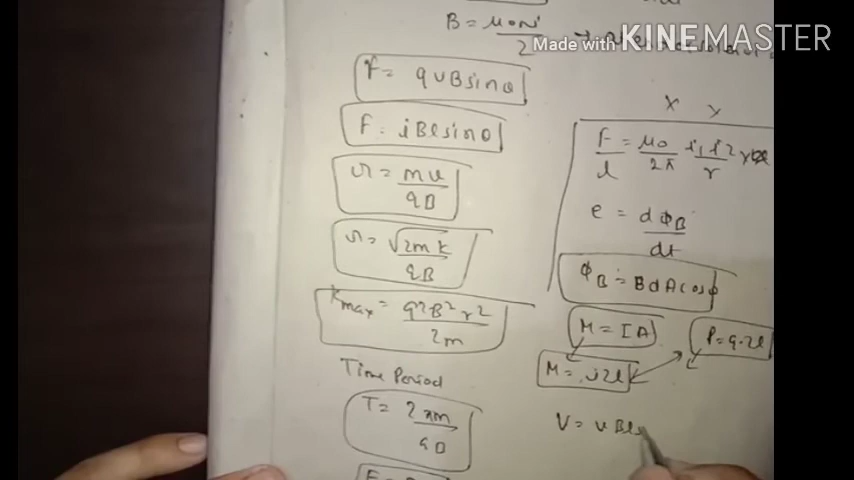 B = μ₀Ni/2 →
Made with KINEMASTER
F = qvBsinθ
F = iBlsinθ
r = mv/qB
r = √2mk/qB
Kmax = q²B²r²/2m
Time Period
T = 2πm/qB
X Y
F/l = μ₀/2π i₁i2/r
e = dΦB/dt
ΦB = BdAcosφ
M = IA
P = q.2l
M = i2l
V = vBl